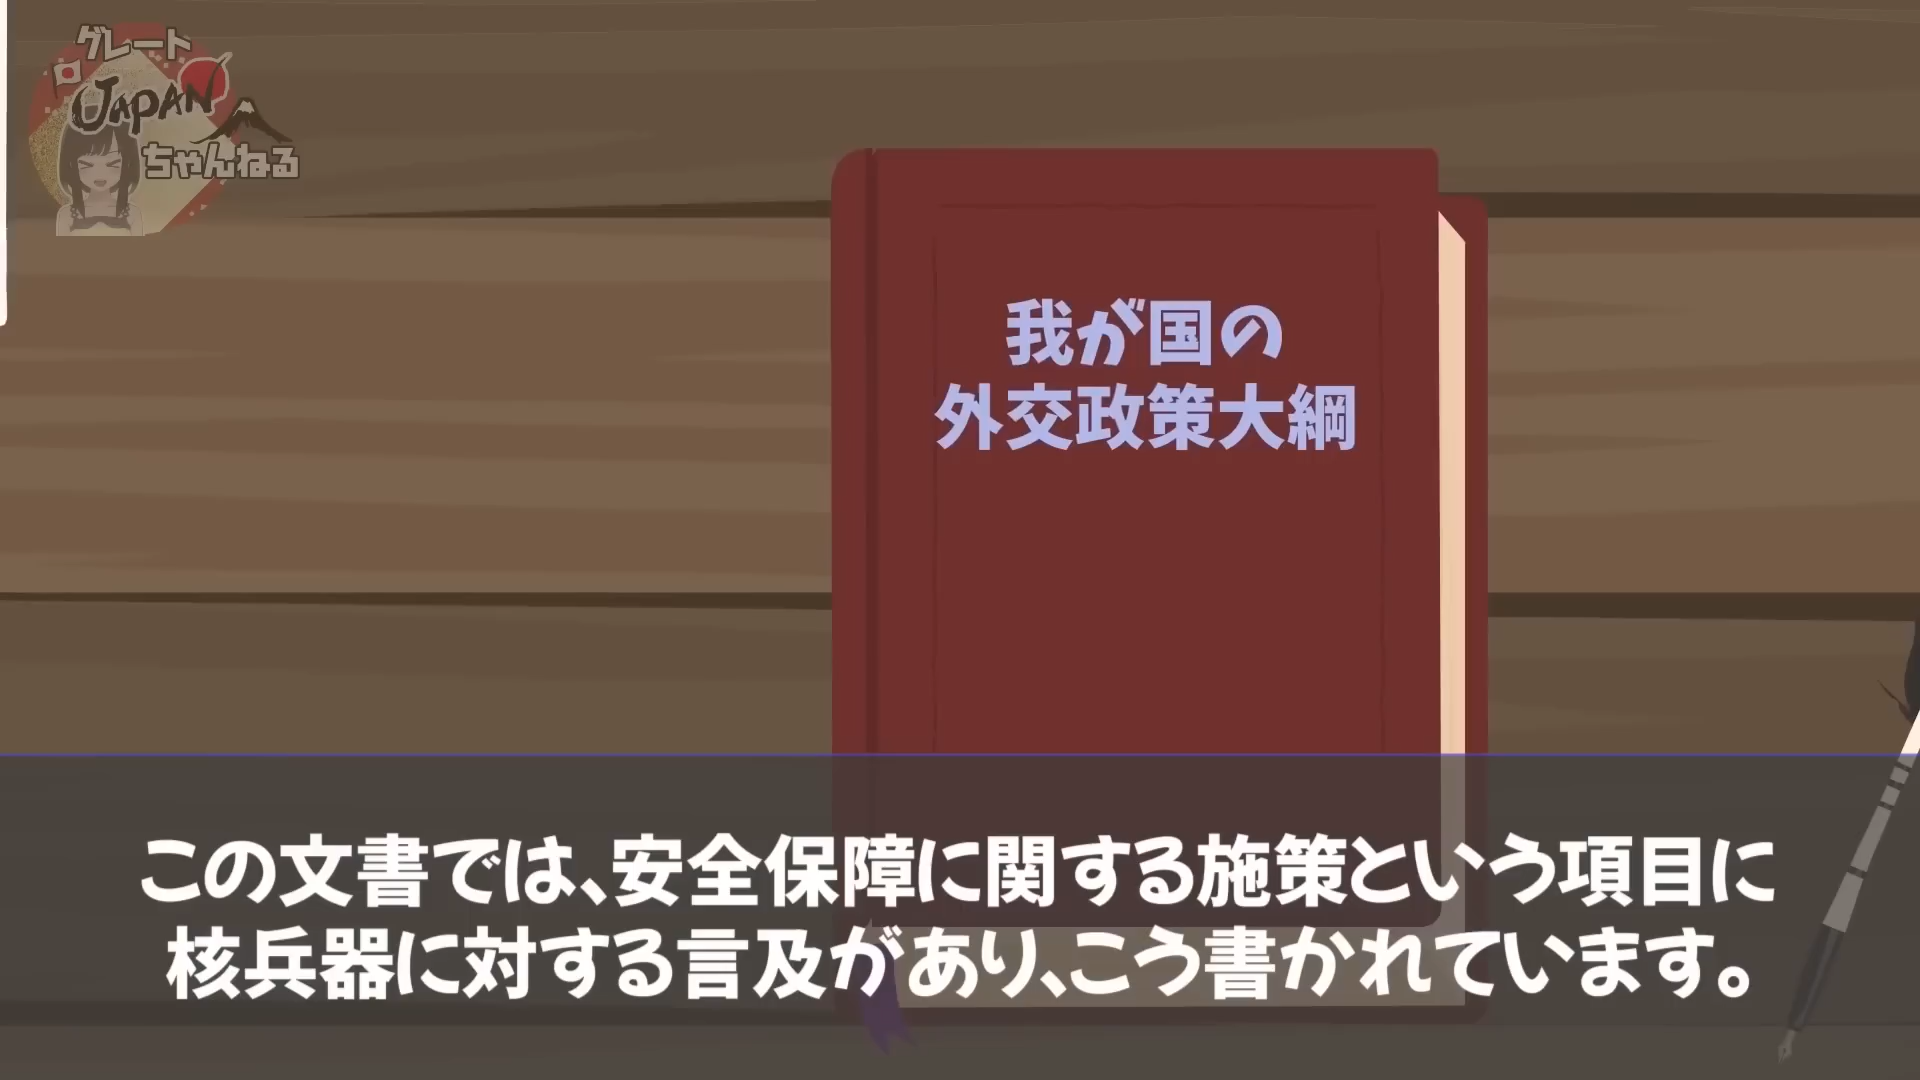 グレート
JAPAN
ちゃんねる
我が国の
外交政策大綱
この文書では、安全保障に関する施策という項目に
核兵器に対する言及があり、こう書かれています。